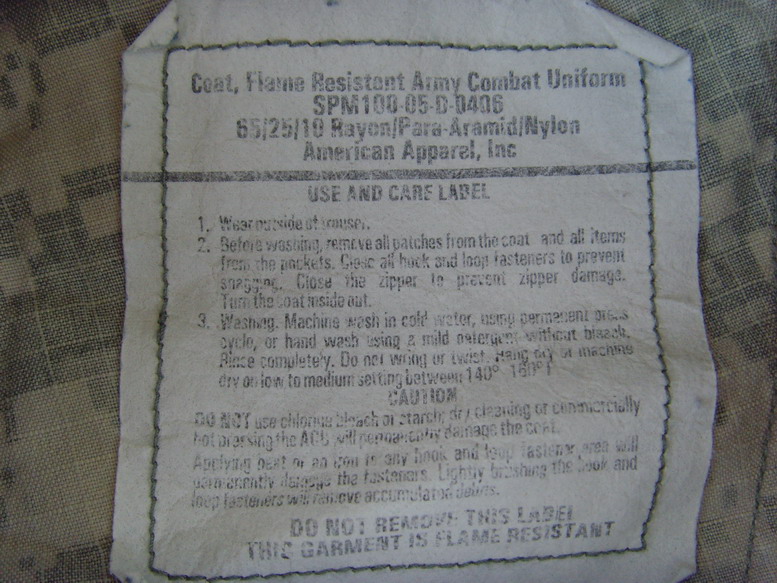 Coat, Flame Resistant Army Combat Uniform
SPM100-05-D-0406
65/25/10 Rayon/Para-Aramid/Nylon
American Apparel, Inc
USE AND CARE LABEL
1. Wear outside of trouser.
2. Before washing, remove all patches from the coat and all items
from the pockets. Close all hook and loop fasteners to prevent
snagging. Close the zipper to prevent zipper damage.
Turn the coat inside out.
3. Washing. Machine wash in cold water, using permanent press
cycle, or hand wash using a mild detergent without bleach.
Rinse completely. Do not wring or twist. Hang dry or machine
dry on low to medium setting between 140°-160°F
CAUTION
DO NOT use chlorine bleach or starch; dry cleaning or commercially
hot pressing the ACU will permanently damage the coat.
Applying heat or an iron to any hook and loop fastener area will
permanently damage the fasteners. Lightly brushing the hook and
loop fasteners will remove accumulated debris.
DO NOT REMOVE THIS LABEL
THIS GARMENT IS FLAME RESISTANT